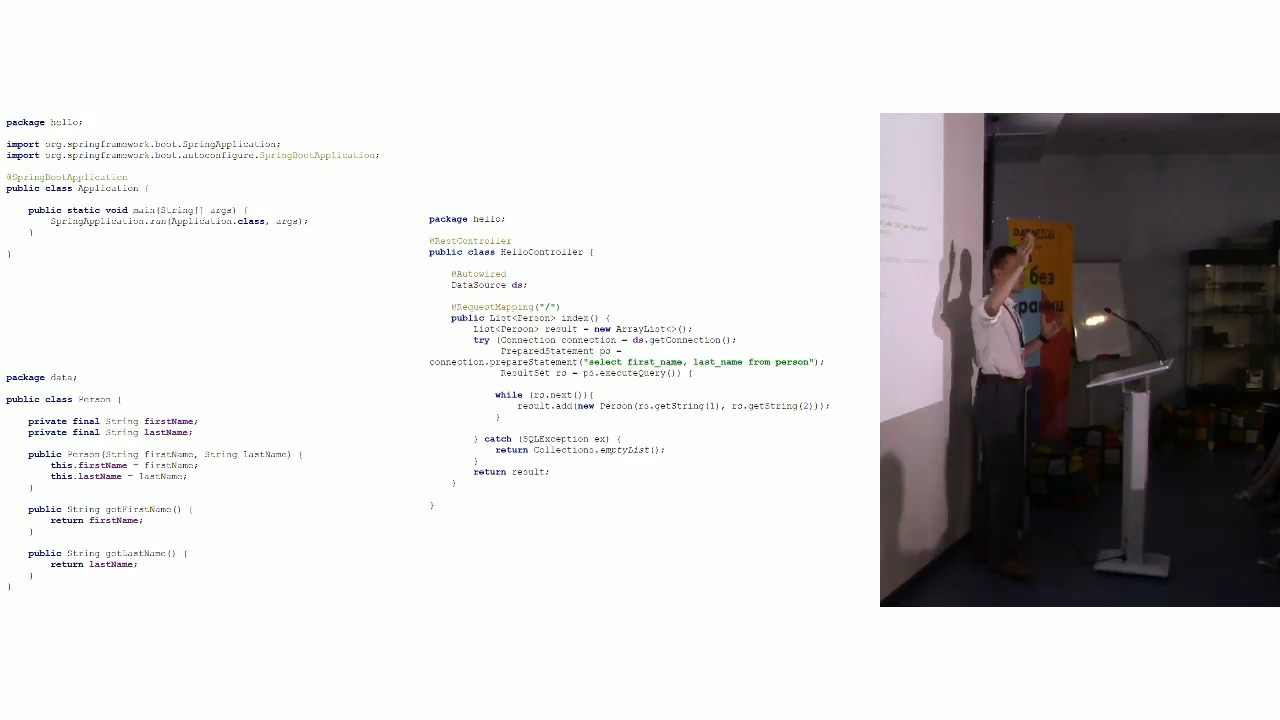 package hello;
import org.springframework.boot.SpringApplication;
import org.springframework.boot.autoconfigure.SpringBootApplication;
@SpringBootApplication
public class Application {
public static void main(String[] args) {
SpringApplication.run(Application.class, args);
}
}
package data;
public class Person {
private final String firstName;
private final String lastName;
public Person(String firstName, String lastName) {
this.firstName = firstName;
this.lastName = lastName;
}
public String getFirstName() {
return firstName;
}
public String getLastName() {
return lastName;
}
}
package hello;
@RestController
public class HelloController {
@Autowired
DataSource ds;
@RequestMapping("/")
public List<Person> index() {
List<Person> result = new ArrayList<>();
try (Connection connection = ds.getConnection();
PreparedStatement ps =
connection.prepareStatement("select first_name, last_name from person");
ResultSet rs = ps.executeQuery()) {
while (rs.next()){
result.add(new Person(rs.getString(1), rs.getString(2)));
}
} catch (SQLException ex) {
return Collections.emptyList();
}
return result;
}
}
без